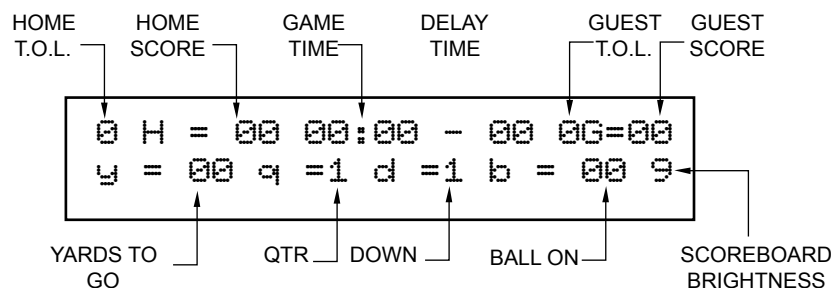 HOME HOME GAME DELAY GUEST GUEST
T.O.L. SCORE TIME TIME T.O.L. SCORE
0 H = 00 00:00 - 00 0G=00
y = 00 q =1 d =1 b = 00 9
YARDS TO QTR DOWN BALL ON SCOREBOARD
GO BRIGHTNESS